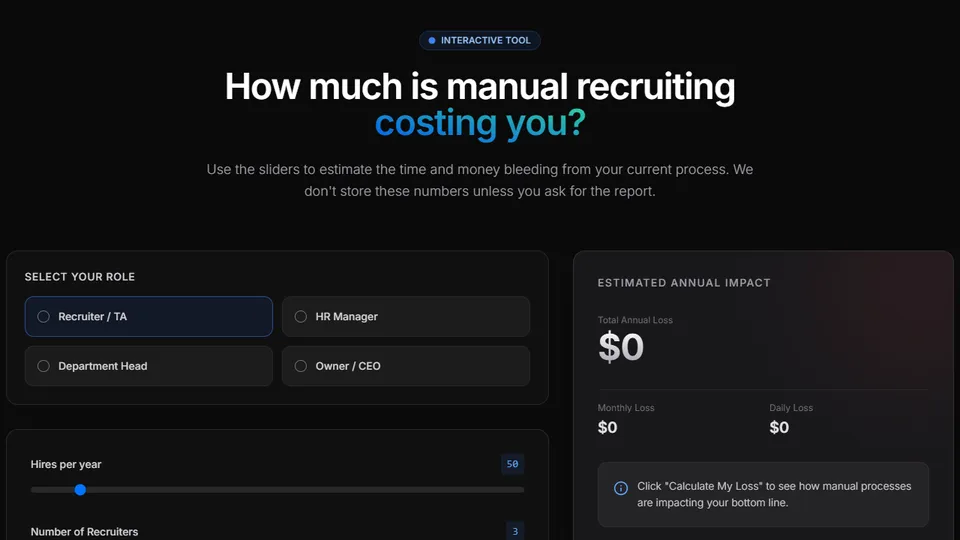 INTERACTIVE TOOL
How much is manual recruiting
costing you?
Use the sliders to estimate the time and money bleeding from your current process. We
don't store these numbers unless you ask for the report.
SELECT YOUR ROLE
Recruiter / TA
HR Manager
Department Head
Owner / CEO
Hires per year
50
Number of Recruiters
3
ESTIMATED ANNUAL IMPACT
Total Annual Loss
$0
Monthly Loss
Daily Loss
$0
$0
Click "Calculate My Loss" to see how manual processes
are impacting your bottom line.